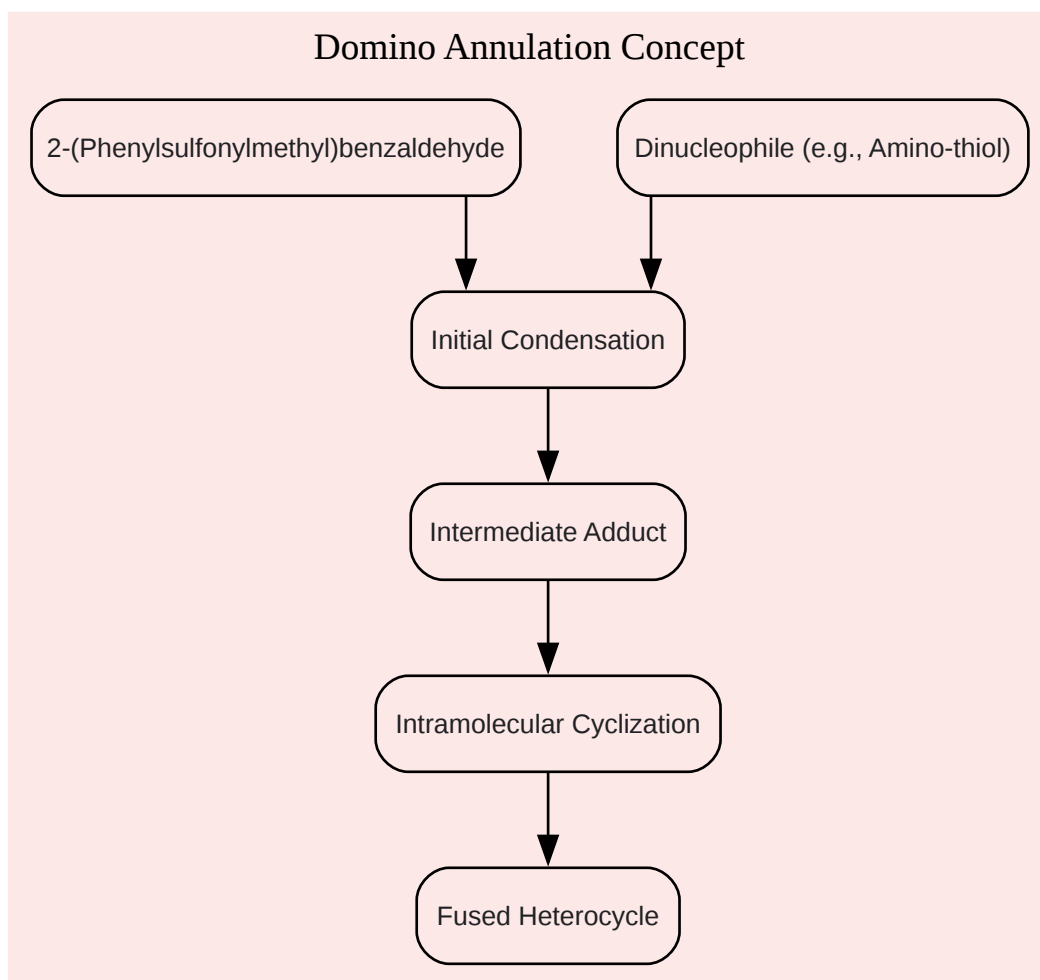 Domino Annulation Concept
2-(Phenylsulfonylmethyl)benzaldehyde
Dinucleophile (e.g., Amino-thiol)
Initial Condensation
Intermediate Adduct
Intramolecular Cyclization
Fused Heterocycle